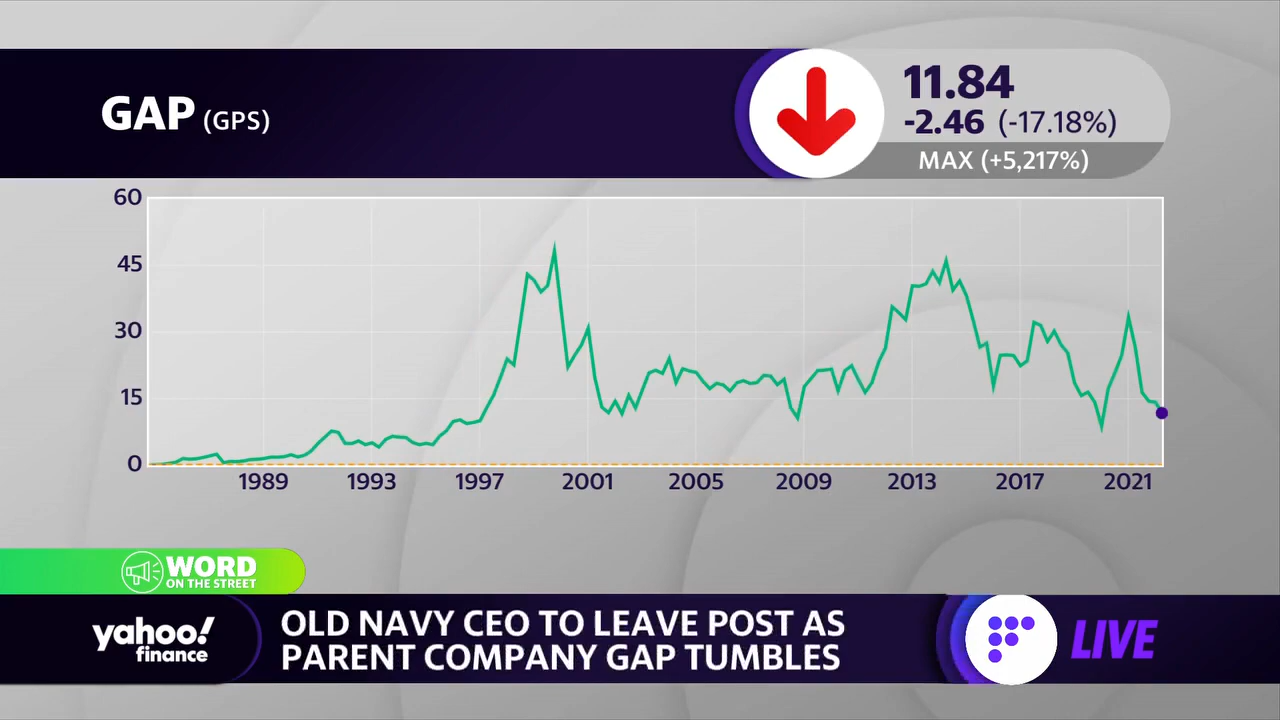 GAP (GPS)
11.84
-2.46 (-17.18%)
MAX (+5,217%)
60
45
30
15
0
1989 1993 1997 2001 2005 2009 2013 2017 2021
WORD
ON THE STREET
yahoo!
finance
OLD NAVY CEO TO LEAVE POST AS
PARENT COMPANY GAP TUMBLES
LIVE